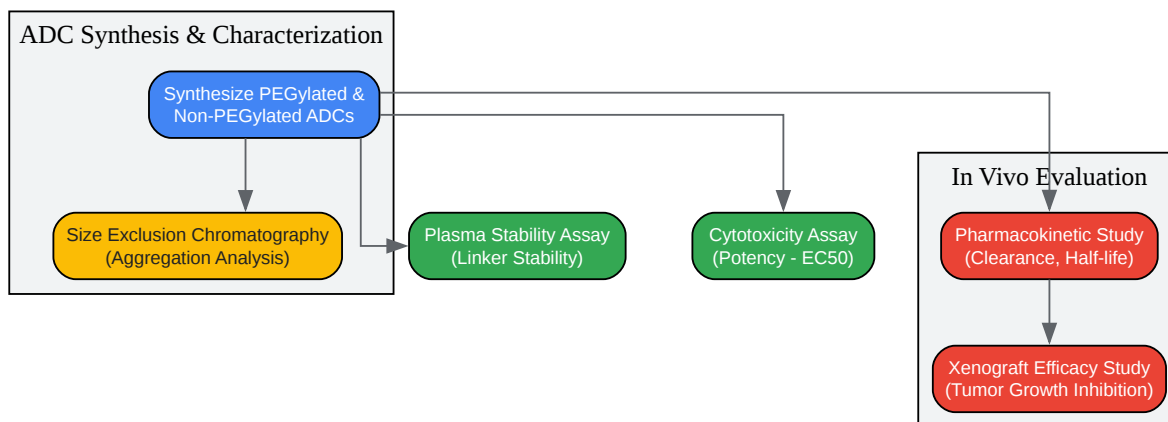 ADC Synthesis & Characterization
Synthesize PEGylated &
Non-PEGylated ADCs
In Vivo Evaluation
Size Exclusion Chromatography
(Aggregation Analysis)
Plasma Stability Assay
(Linker Stability)
Cytotoxicity Assay
(Potency - EC50)
Pharmacokinetic Study
(Clearance, Half-life)
Xenograft Efficacy Study
(Tumor Growth Inhibition)